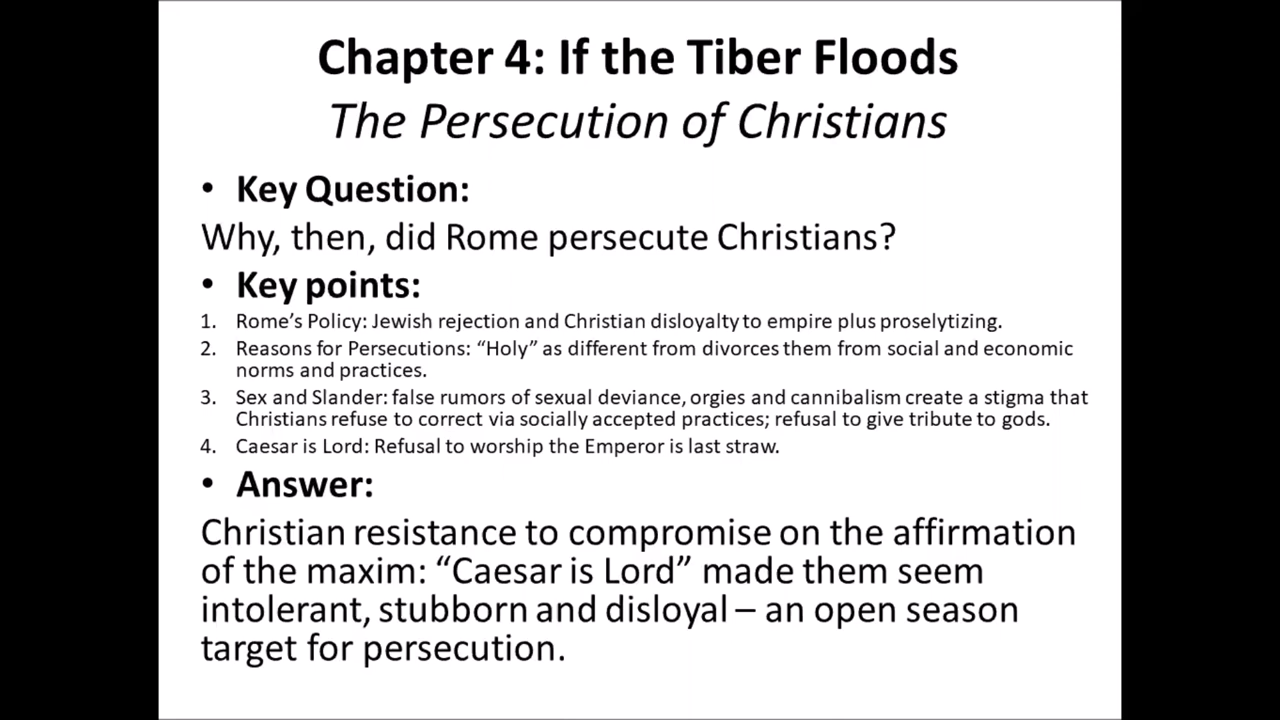 Chapter 4: If the Tiber Floods
The Persecution of Christians
• Key Question:
Why, then, did Rome persecute Christians?
• Key points:
1. Rome’s Policy: Jewish rejection and Christian disloyalty to empire plus proselytizing.
2. Reasons for Persecutions: “Holy” as different from divorces them from social and economic
norms and practices.
3. Sex and Slander: false rumors of sexual deviance, orgies and cannibalism create a stigma that
Christians refuse to correct via socially accepted practices; refusal to give tribute to gods.
4. Caesar is Lord: Refusal to worship the Emperor is last straw.
• Answer:
Christian resistance to compromise on the affirmation
of the maxim: “Caesar is Lord” made them seem
intolerant, stubborn and disloyal – an open season
target for persecution.